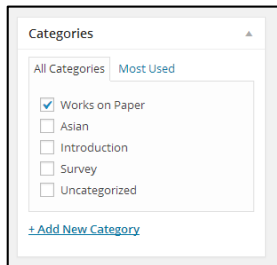 Categories
All Categories Most Used
Works on Paper
Asian
Introduction
Survey
Uncategorized
+ Add New Category